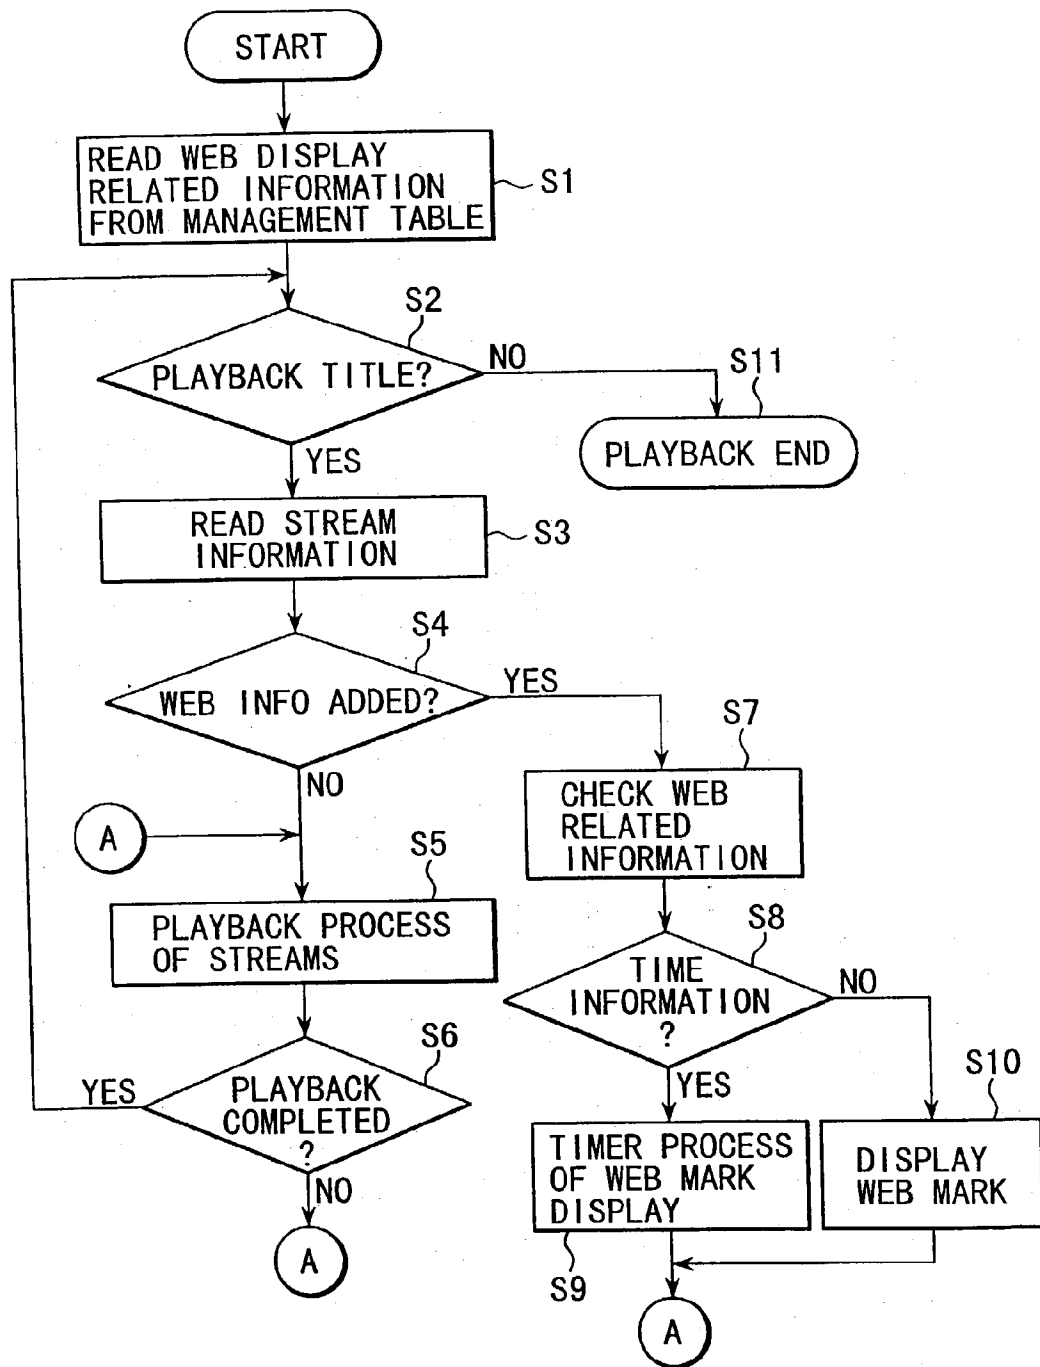 START
READ WEB DISPLAY
RELATED INFORMATION
FROM MANAGEMENT TABLE
S1
S2
PLAYBACK TITLE?
NO
S11
PLAYBACK END
YES
READ STREAM
INFORMATION
S3
S4
WEB INFO ADDED?
YES
NO
S7
CHECK WEB
RELATED
INFORMATION
A
S5
PLAYBACK PROCESS
OF STREAMS
S8
TIME
INFORMATION
?
NO
YES
S6
PLAYBACK
COMPLETED
?
YES
NO
A
S10
TIMER PROCESS
OF WEB MARK
DISPLAY
DISPLAY
WEB MARK
S9
A